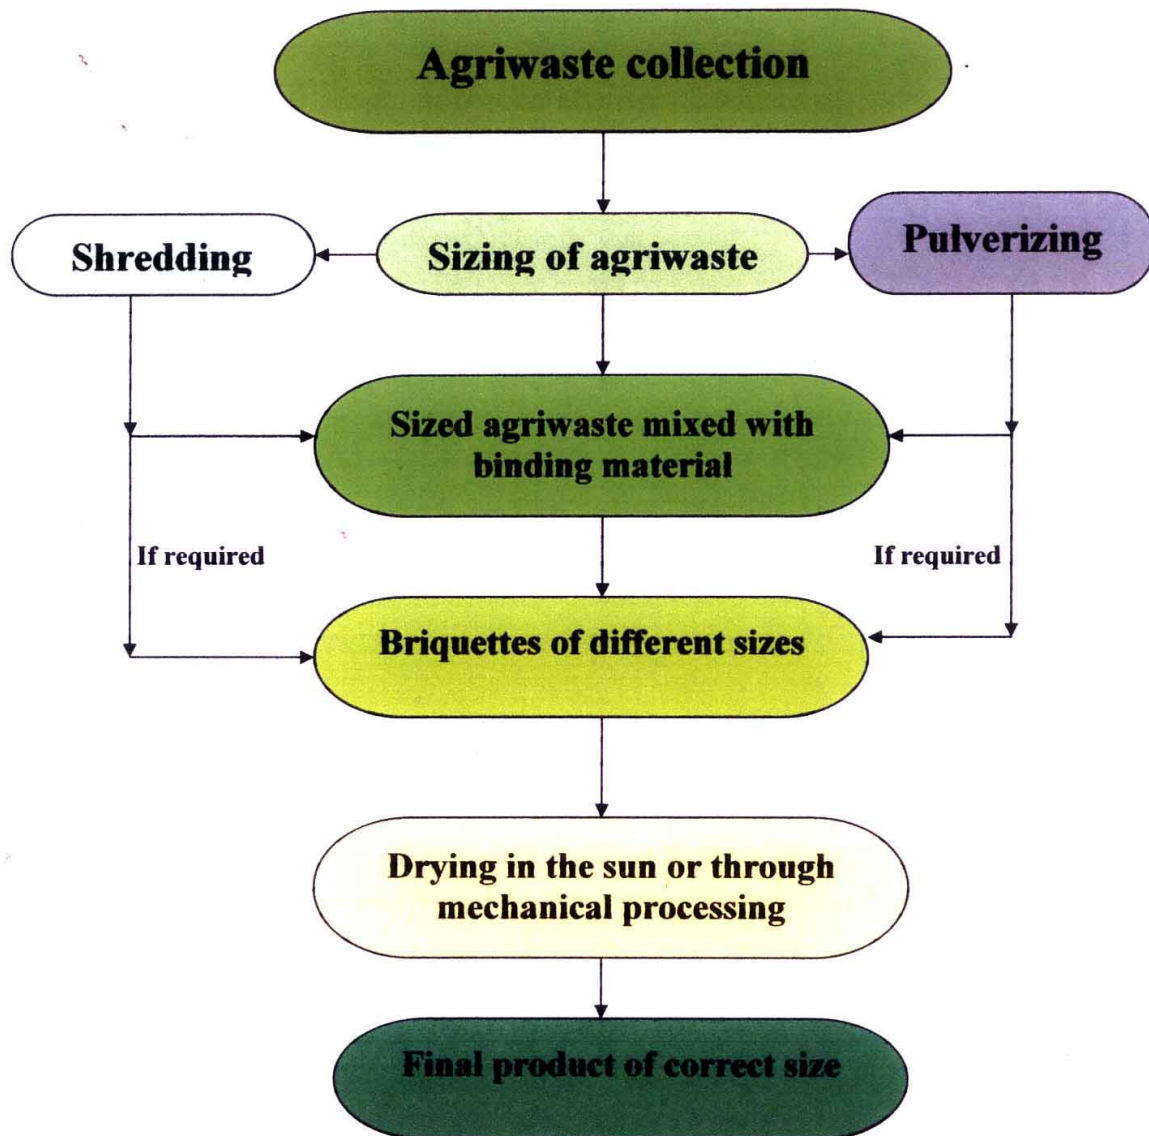 Agriwaste collection
Shredding
Sizing of agriwaste
Pulverizing
Sized agriwaste mixed with
binding material
If required
If required
Briquettes of different sizes
Drying in the sun or through
mechanical processing
Final product of correct size